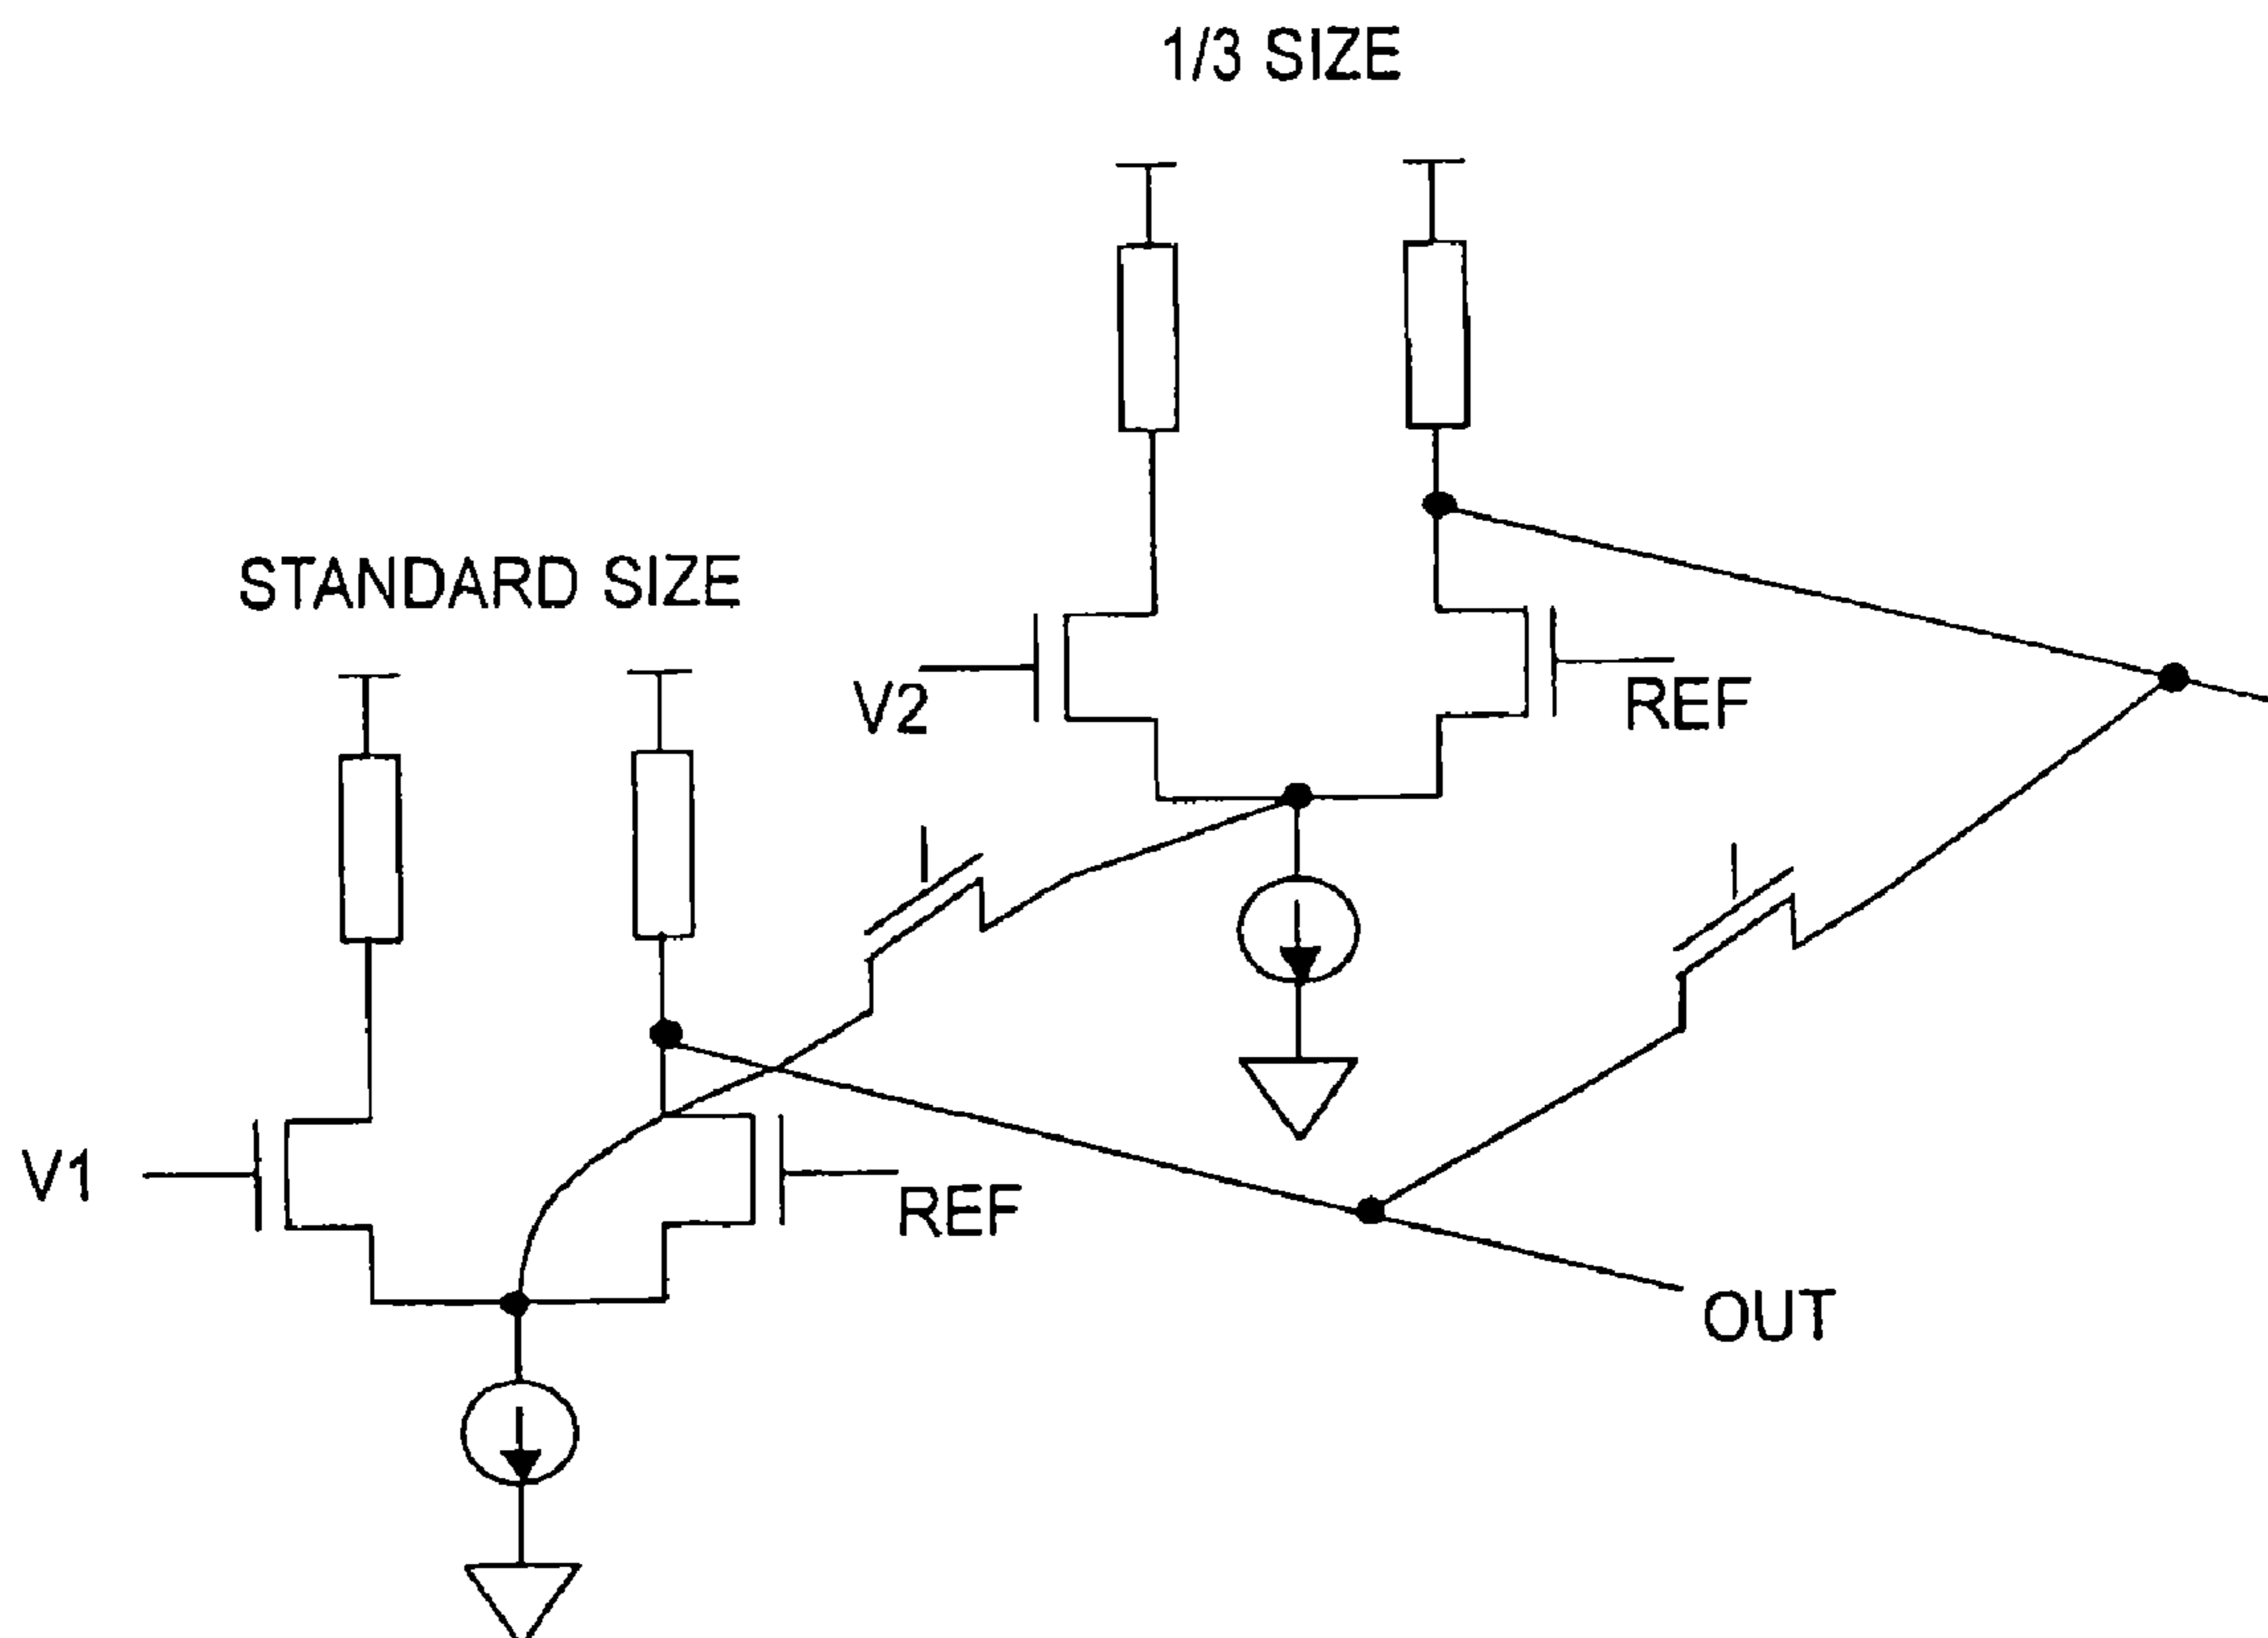 1/3 SIZE
STANDARD SIZE
V2
REF
V1
REF
OUT